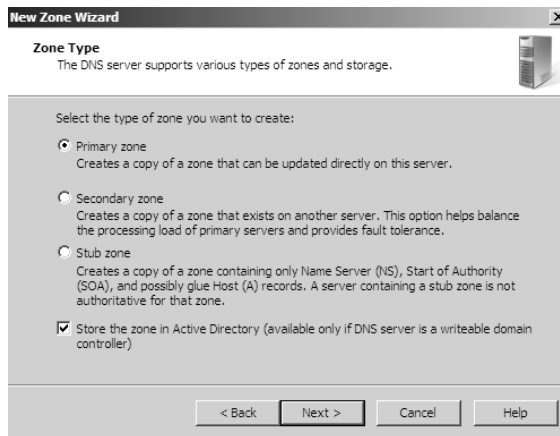 New Zone Wizard
Zone Type
The DNS server supports various types of zones and storage.
Select the type of zone you want to create:
Primary zone
Creates a copy of a zone that can be updated directly on this server.
Secondary zone
Creates a copy of a zone that exists on another server. This option helps balance
the processing load of primary servers and provides fault tolerance.
Stub zone
Creates a copy of a zone containing only Name Server (NS), Start of Authority
(SOA), and possibly glue Host (A) records. A server containing a stub zone is not
authoritative for that zone.
Store the zone in Active Directory (available only if DNS server is a writeable domain
controller)
< Back Next > Cancel Help